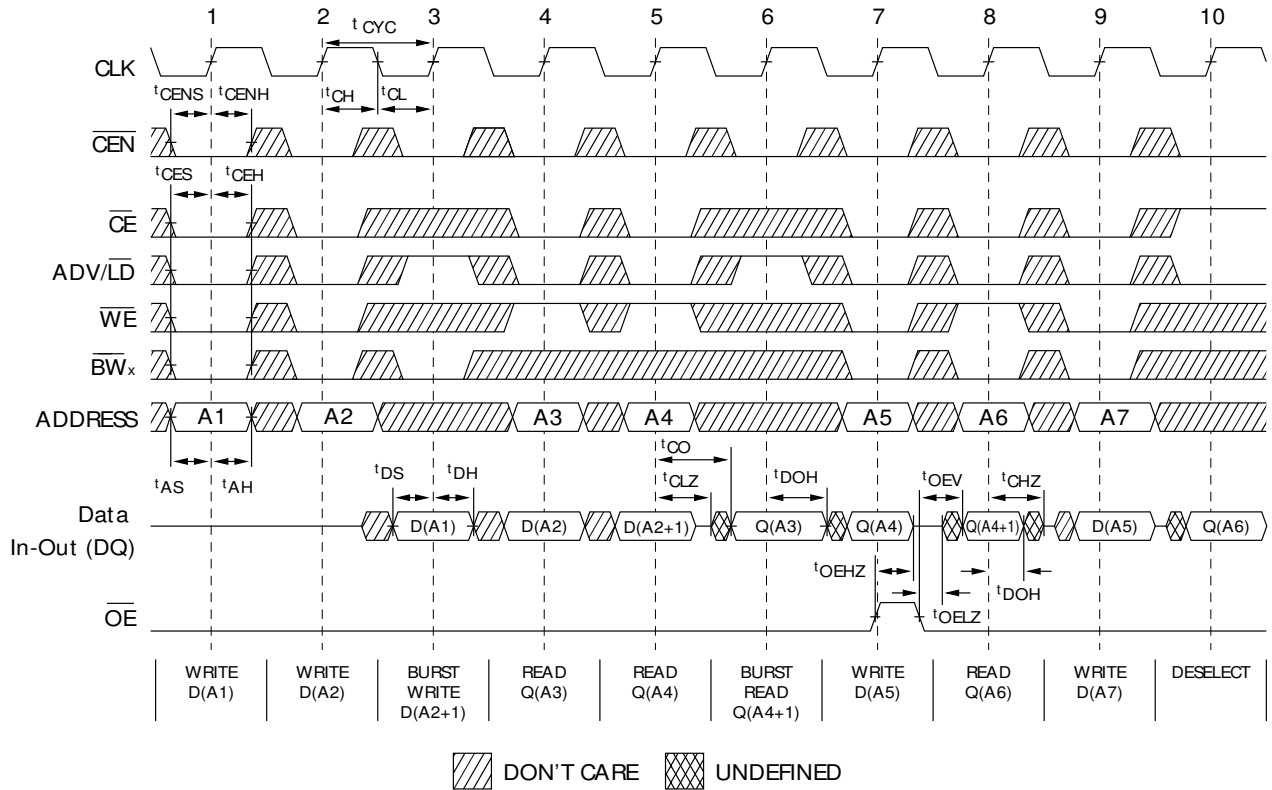 1 2 3 4 5 6 7 8 9 10
tCYC
CLK
tCENS tCENH tCH tCL
CEN
tCES tCEH
CE
ADV/LD
WE
BWx
ADDRESS A1 A2 A3 A4 A5 A6 A7
tCO
tAS tAH tDS tDH tCLZ tDOH tOEV tCHZ
Data
In-Out (DQ)
D(A1) D(A2) D(A2+1) Q(A3) Q(A4) Q(A4+1) D(A5) Q(A6)
tOEHZ tDOH
tOELZ
OE
WRITE
D(A1)
WRITE
D(A2)
BURST
WRITE
D(A2+1)
READ
Q(A3)
READ
Q(A4)
BURST
READ
Q(A4+1)
WRITE
D(A5)
READ
Q(A6)
WRITE
D(A7)
DESELECT
DON'T CARE UNDEFINED